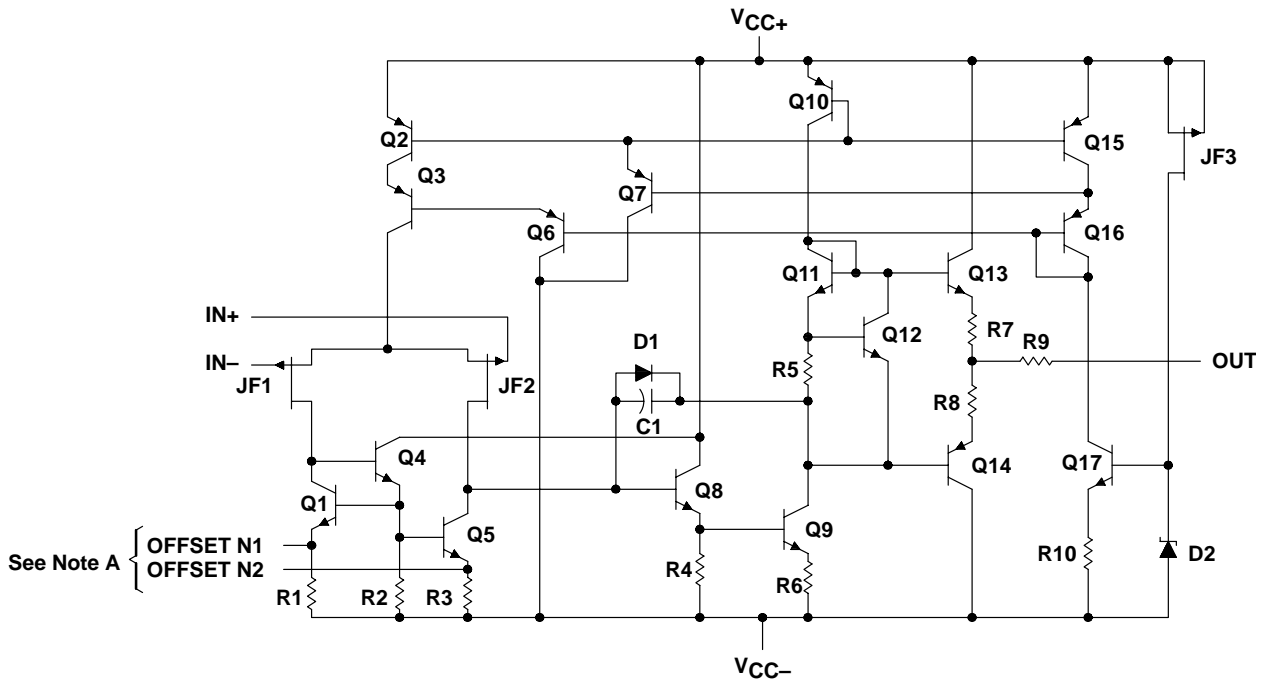 VCC+
Q10
Q2
Q15
JF3
Q3
Q7
Q6
Q16
Q11
Q13
IN+
R7
Q12
D1
R9
IN–
OUT
JF1
JF2
R5
C1
R8
Q4
Q14
Q17
Q8
Q1
Q5
Q9
See Note A
OFFSET N1
OFFSET N2
R10
D2
R4
R6
R1
R2
R3
VCC–